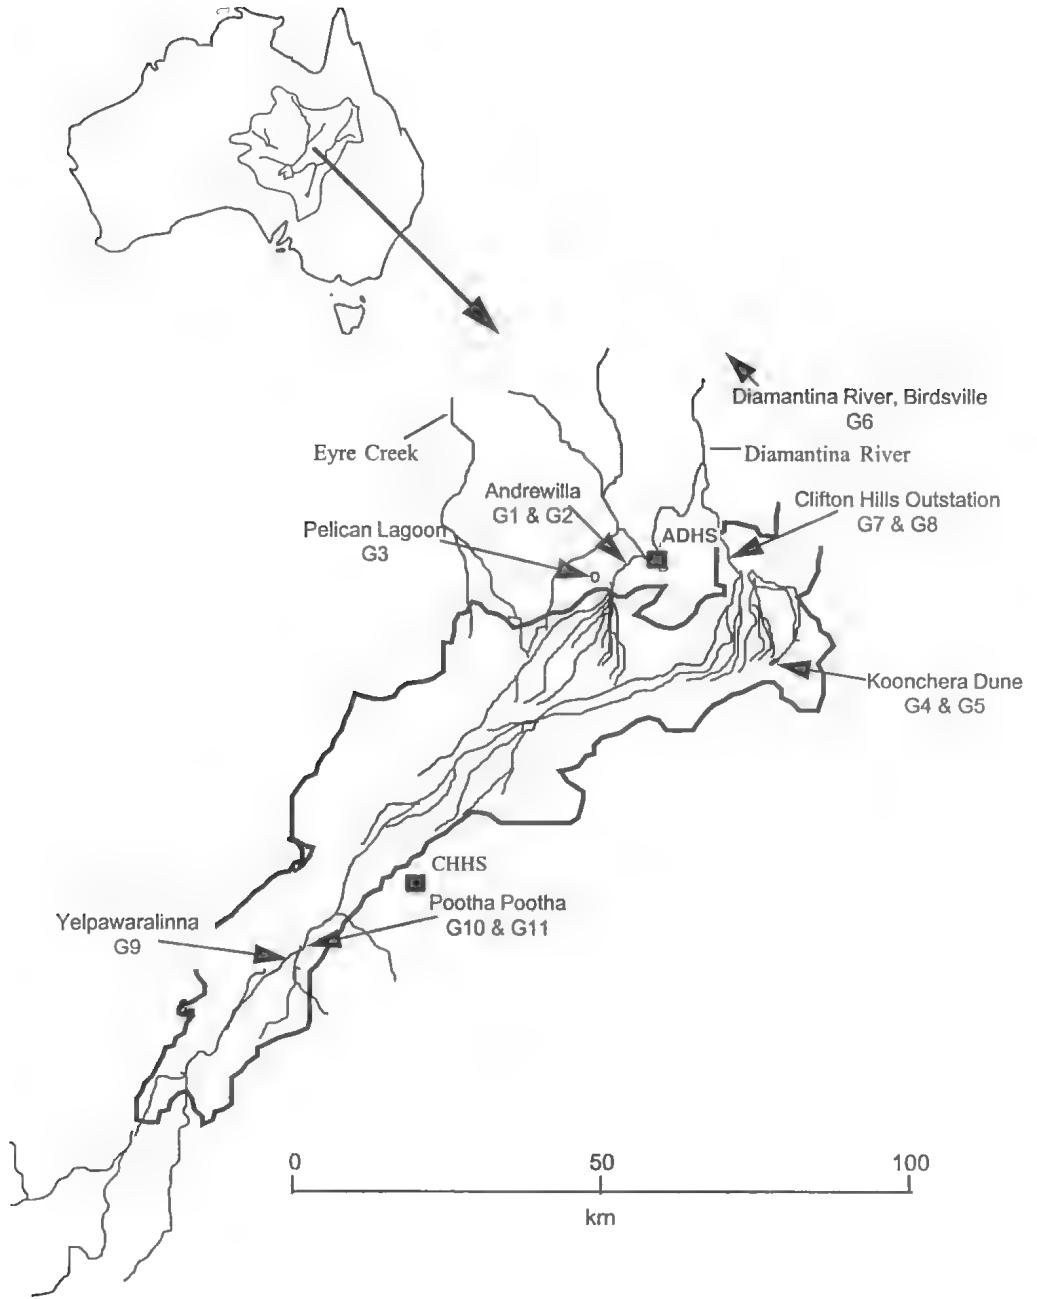 Diamantina River, Birdsville
G6
Eyre Creek
Diamantina River
Andrewilla
G1 & G2
Clifton Hills Outstation
G7 & G8
Pelican Lagoon
G3
ADHS
Koonchera Dune
G4 & G5
CHHS
Pootha Pootha
G10 & G11
Yelpawaralinna
G9
0 50 100
km